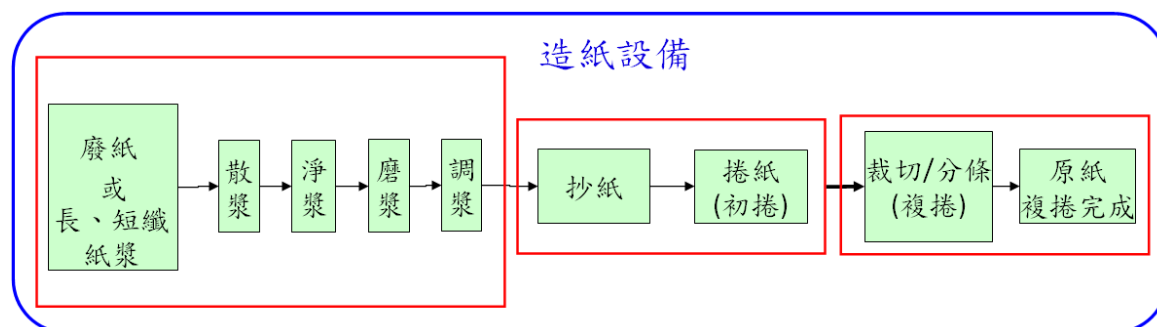 造紙設備
廢紙
或
長、短纖
紙漿
散
漿
淨
漿
磨
漿
調
漿
抄紙
捲紙
(初捲)
裁切/分條
(複捲)
原紙
複捲完成